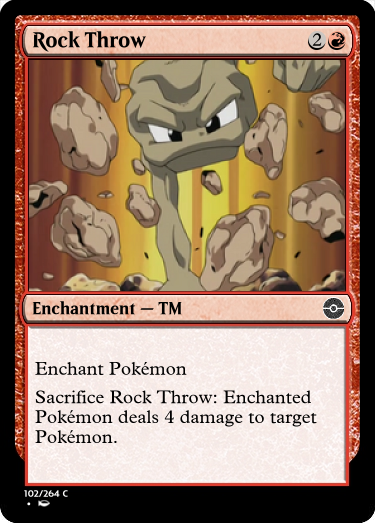 Rock Throw 2
Enchantment — TM
Enchant Pokémon
Sacrifice Rock Throw: Enchanted
Pokémon deals 4 damage to target
Pokémon.
102/264 C